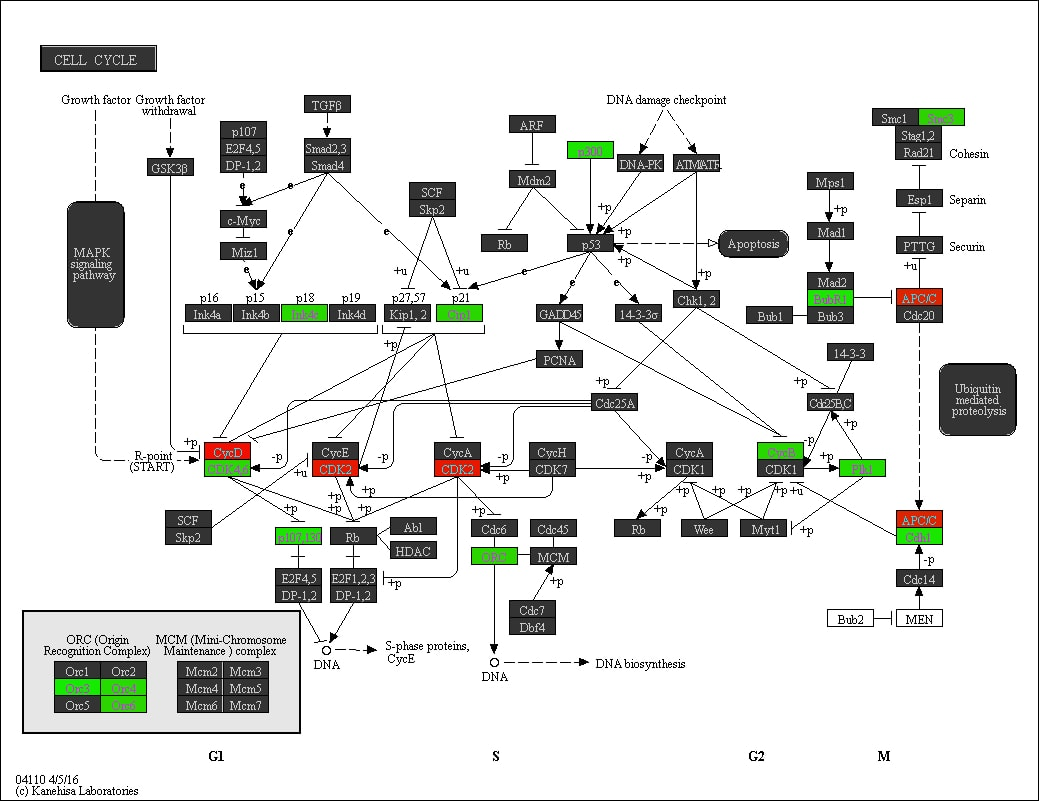 CELL CYCLE
Growth factor
Growth factor
withdrawal
TGFβ
DNA damage checkpoint
Smc1
Smc3
Stag1,2
Rad21
Cohesin
p107
E2F4,5
DP-1,2
ARF
p300
Smad2,3
Smad4
DNA-PK
ATM/ATR
GSK3β
Mdm2
Mps1
SCF
Skp2
Esp1
Separin
e
e
+p
+p
c-Myc
Mad1
Rb
p53
Apoptosis
PTTG
Securin
MAPK
signaling
pathway
Miz1
e
e
e
+p
+u
+u
e
e
e
+p
+u
Mad2
BubR1
Bub3
Bub1
APC/C
Cdc20
p16
p15
p18
p19
p27,57
p21
Ink4a
Ink4b
Ink4c
Ink4d
Kip1, 2
Cip1
GADD45
14-3-3σ
Chk1, 2
+p
PCNA
14-3-3
+p
+p
Cdc25A
Cdc25B,C
Ubiquitin
mediated
proteolysis
R-point
(START)
+p
CycD
CDK4,6
-p
CycE
CDK2
+u
-p
CycA
CDK2
-p
+p
CycH
CDK7
+p
CycA
CDK1
-p
CycB
CDK1
-p
+p
+p
Plk1
+p
+p
+p
+p
+p
+p
+p
+p
+u
SCF
Skp2
p107,130
Rb
Abl
HDAC
Cdc6
Cdc45
ORC
MCM
Rb
Wee
Myt1
+p
APC/C
Cdh1
-p
Cdc14
E2F4,5
DP-1,2
E2F1,2,3
DP-1,2
+p
+p
Cdc7
Dbf4
Bub2
MEN
ORC (Origin
Recognition Complex)
MCM (Mini-Chromosome
Maintenance ) complex
Orc1
Orc2
Mcm2
Mcm3
Orc3
Orc4
Mcm4
Mcm5
Orc5
Orc6
Mcm6
Mcm7
DNA
S-phase proteins,
CycE
DNA
DNA biosynthesis
G1
S
G2
M
04110 4/5/16
(c) Kanehisa Laboratories